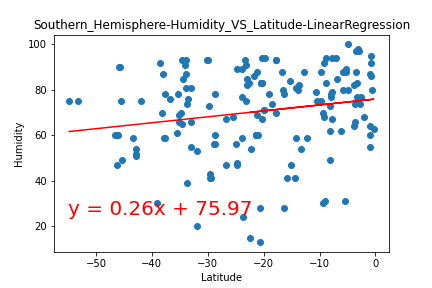 Southern_Hemisphere-Humidity_VS_Latitude-LinearRegression
100
80
60
40
20
Humidity
y = 0.26x + 75.97
−50
−40
−30
−20
−10
0
Latitude